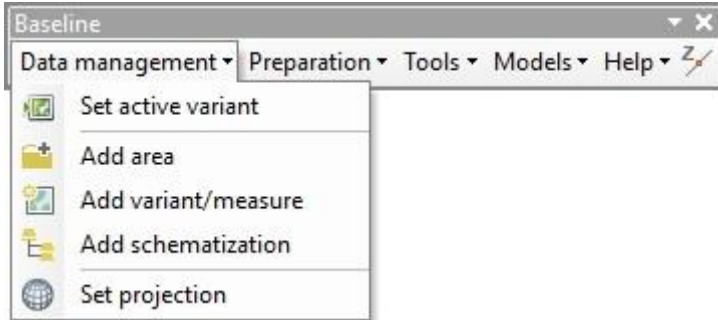 Baseline
Data management Preparation Tools Models Help
Set active variant
Add area
Add variant/measure
Add schematization
Set projection